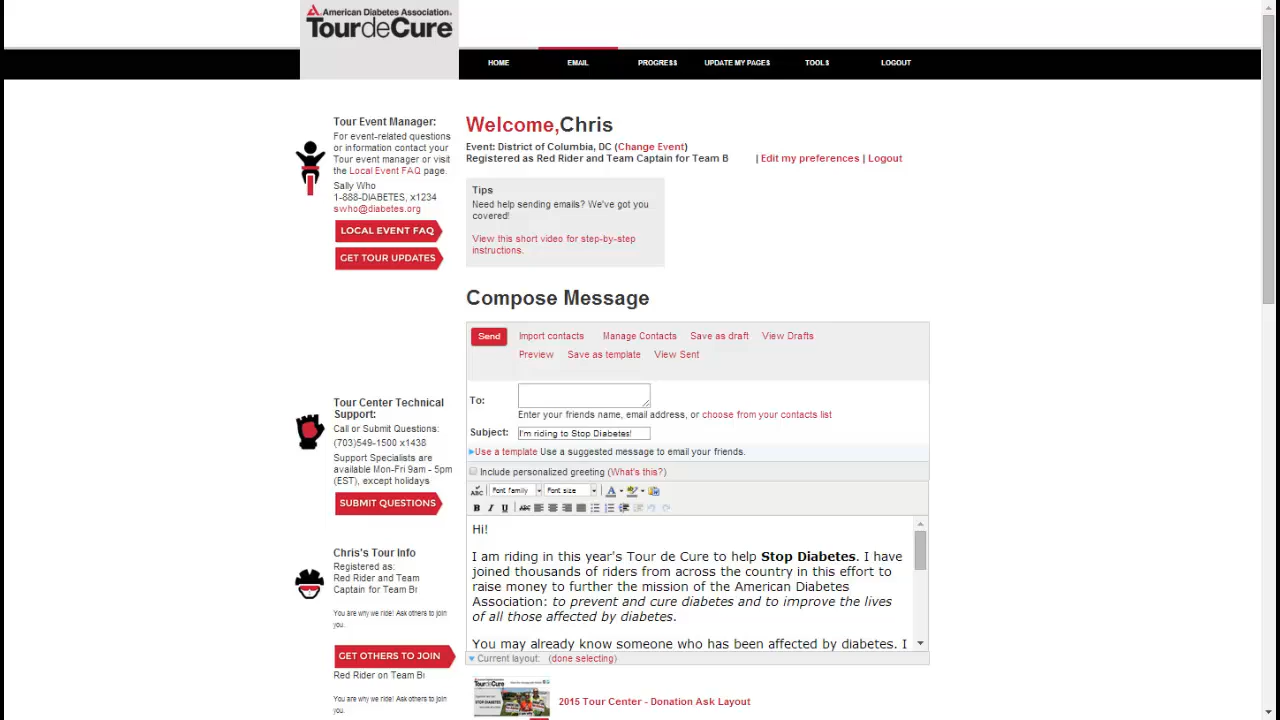 American Diabetes Association®
TourdeCure
HOME EMAIL PROGRESS UPDATE MY PAGES TOOLS LOGOUT
Tour Event Manager:
For event-related questions
or information contact your
Tour event manager or visit
the Local Event FAQ page.
Sally Who
1-888-DIABETES, x1234
swho@diabetes.org
LOCAL EVENT FAQ
GET TOUR UPDATES
Tour Center Technical
Support:
Call or Submit Questions:
(703)549-1500 x1438
Support Specialists are
available Mon-Fri 9am - 5pm
(EST), except holidays
SUBMIT QUESTIONS
Chris's Tour Info
Registered as:
Red Rider and Team
Captain for Team Br
You are why we ride! Ask others to join
you.
GET OTHERS TO JOIN
Red Rider on Team Br
You are why we ride! Ask others to join
you.
Welcome,Chris
Event: District of Columbia, DC (Change Event)
Registered as Red Rider and Team Captain for Team B | Edit my preferences | Logout
Tips
Need help sending emails? We've got you
covered!
View this short video for step-by-step
instructions.
Compose Message
Send Import contacts Manage Contacts Save as draft View Drafts
Preview Save as template View Sent
To:
Enter your friends name, email address, or choose from your contacts list
Subject: I'm riding to Stop Diabetes!
Use a template Use a suggested message to email your friends.
Include personalized greeting (What's this?)
ABC Font family Font size A
B I U ABC
Hi!
I am riding in this year's Tour de Cure to help Stop Diabetes. I have
joined thousands of riders from across the country in this effort to
raise money to further the mission of the American Diabetes
Association: to prevent and cure diabetes and to improve the lives
of all those affected by diabetes.
You may already know someone who has been affected by diabetes. I
Current layout: (done selecting)
STOP DIABETES
2015 Tour Center - Donation Ask Layout